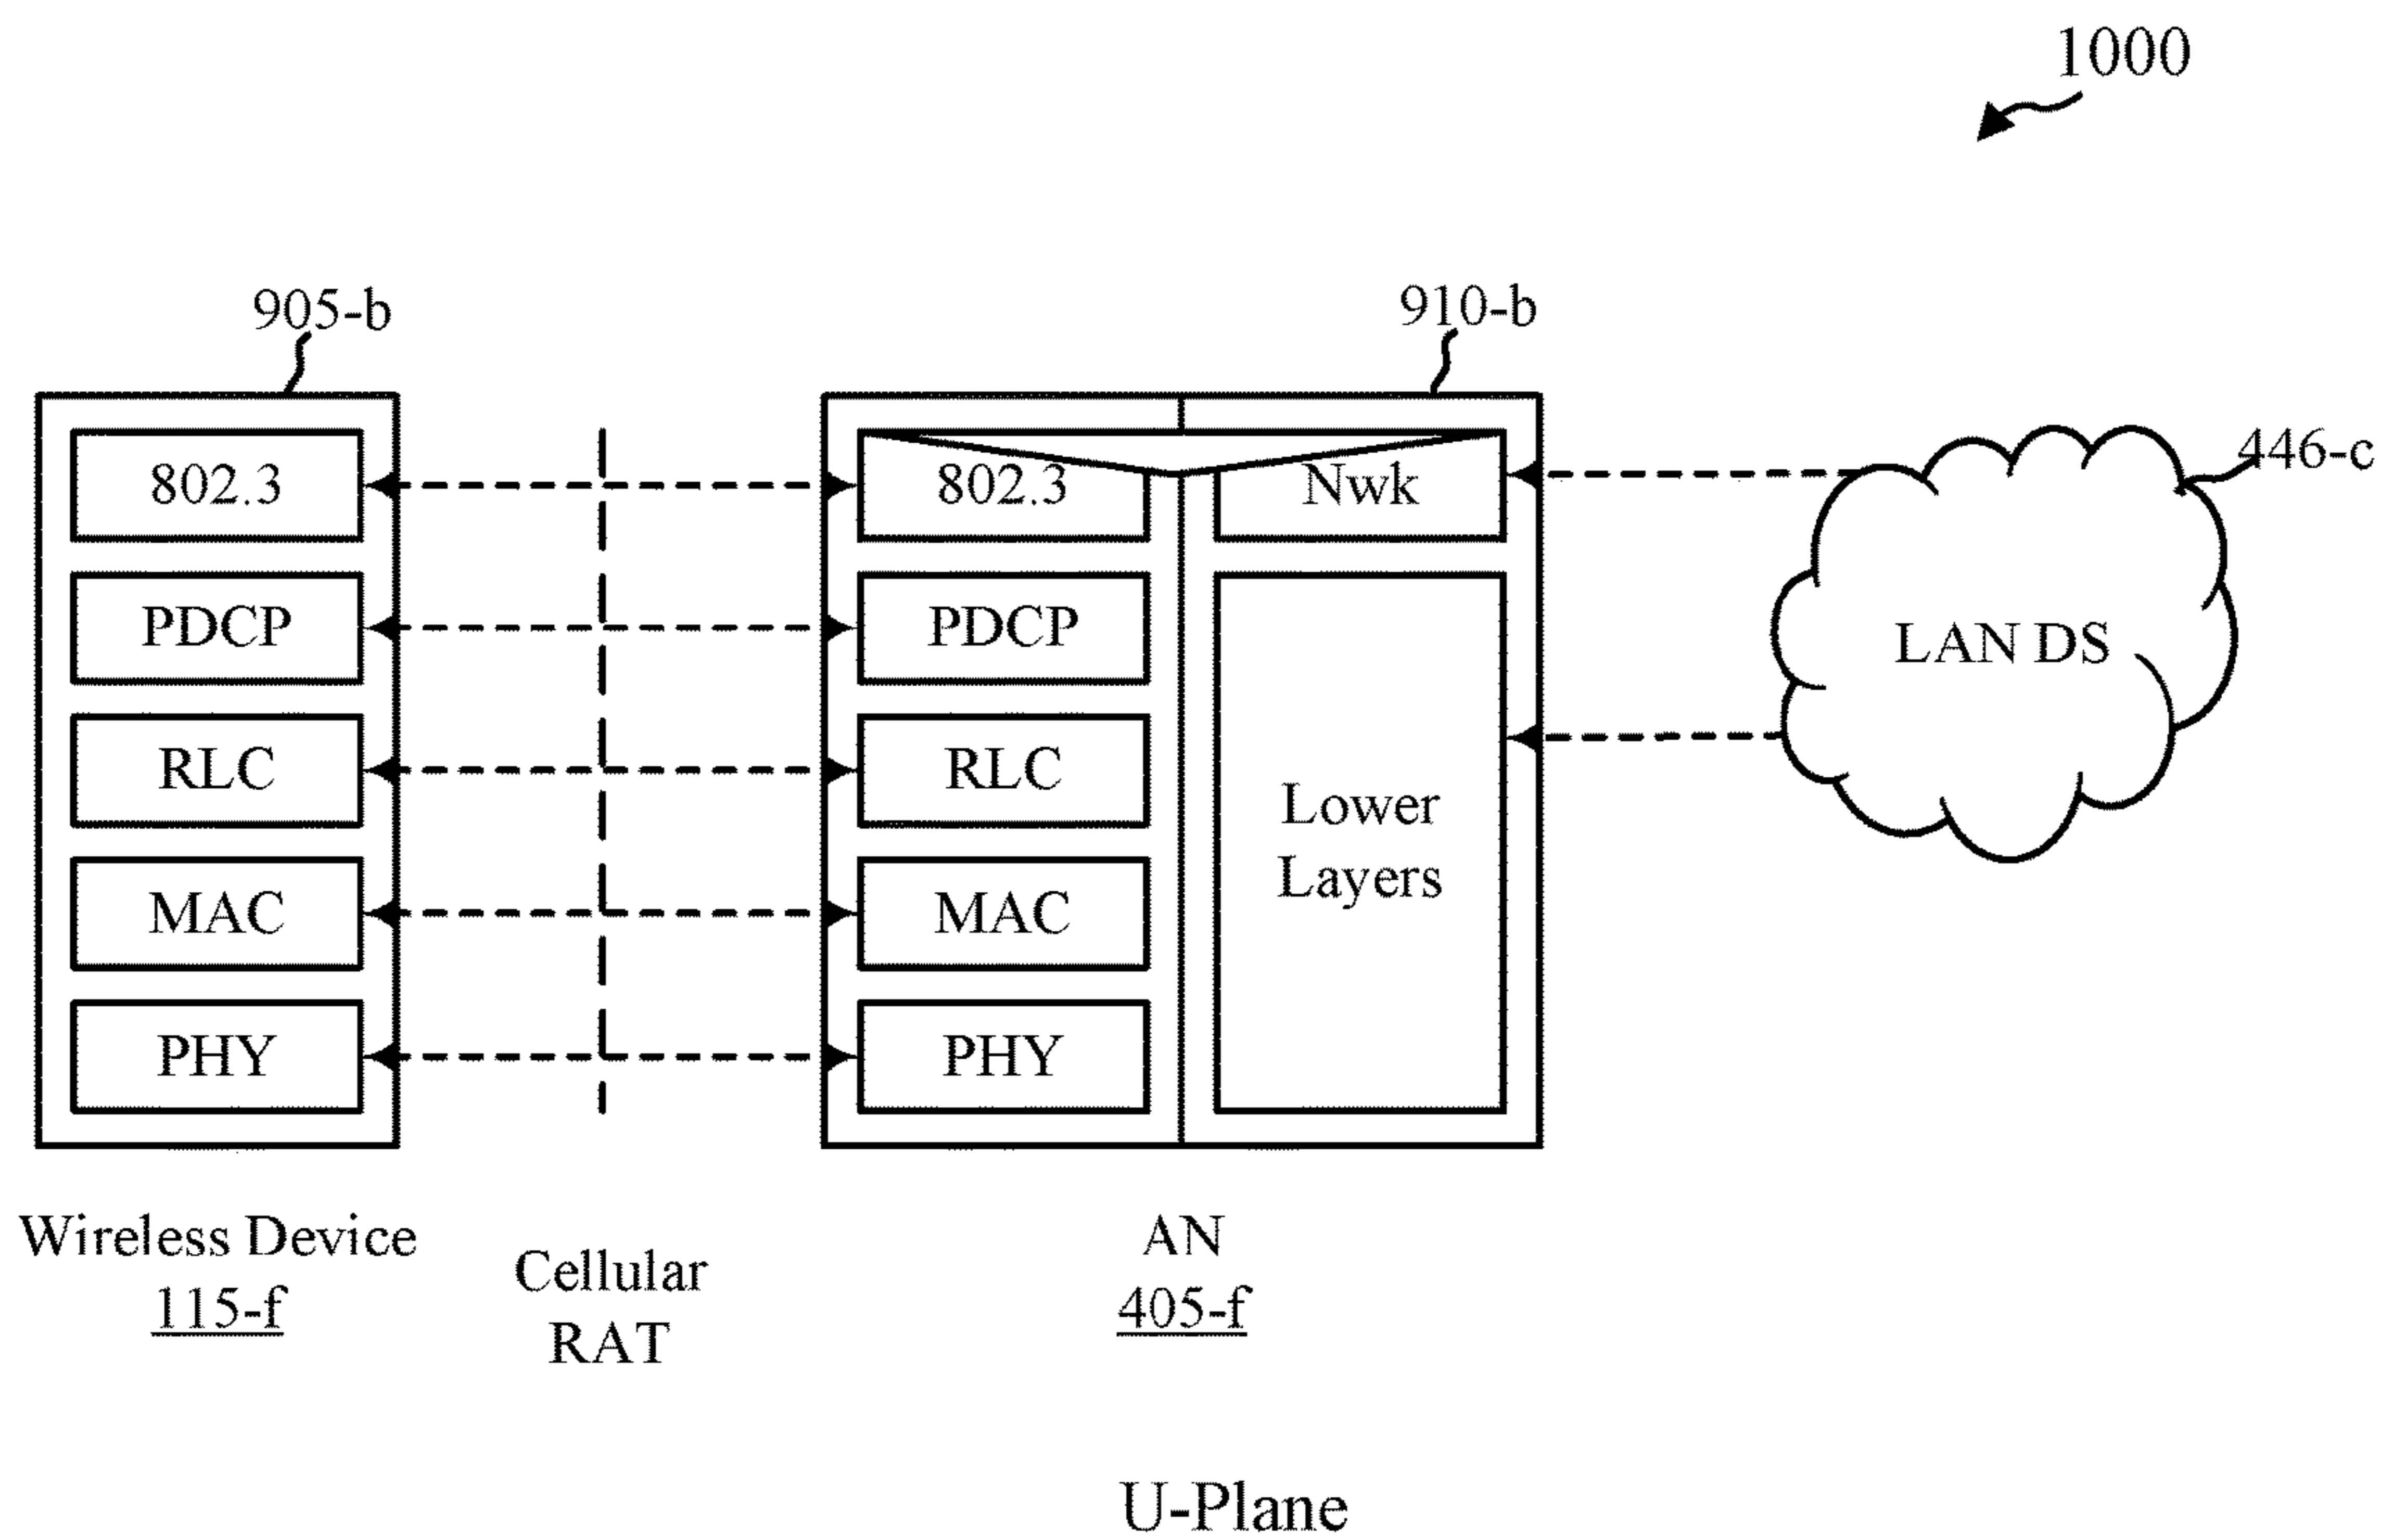 1000
905-b
910-b
446-c
802.3
802.3
Nwk
PDCP
PDCP
LAN DS
RLC
RLC
Lower
Layers
MAC
MAC
PHY
PHY
Wireless Device
115-f
Cellular
RAT
AN
405-f
U-Plane